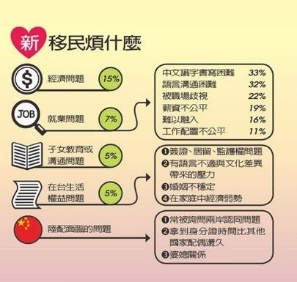 新 移民煩什麼
$ 經濟問題 15%
JOB 就業問題 7%
中文識字書寫困難 33%
語言溝通困難 32%
被職場歧視 22%
薪資不公平 19%
難以融入 16%
工作配置不公平 11%
子女教育或
溝通問題 5%
在台生活
權益問題 5%
❶簽證、居留、監護權問題
❷有語言不適與文化差異
帶來的壓力
❸婚姻不穩定
❹在家庭中經濟弱勢
陸配面臨的問題
❶常被詢問兩岸認同問題
❷拿到身分證時間比其他
國家配偶還久
❸婆媳關係